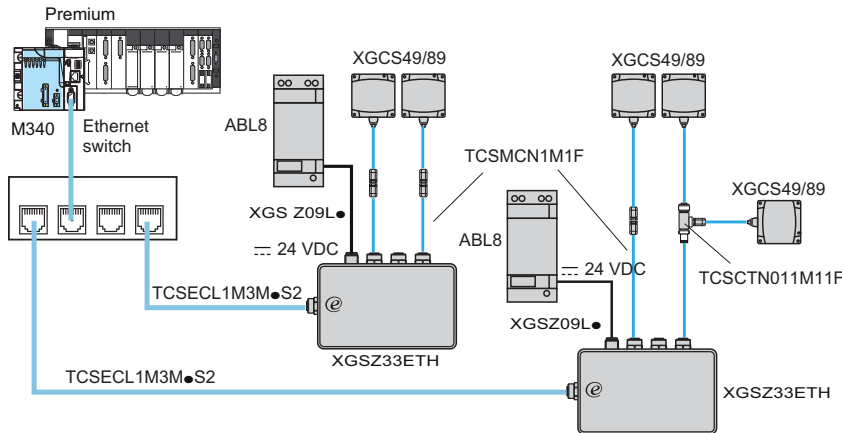 Premium
XGCS49/89
XGCS49/89
M340
Ethernet
switch
ABL8
TCSMCN1M1F
XGCS49/89
XGS Z09L●
ABL8
24 VDC
24 VDC
TCSCTN011M11F
TCSECL1M3M●S2
e
XGSZ09L●
XGSZ33ETH
TCSECL1M3M●S2
e
XGSZ33ETH